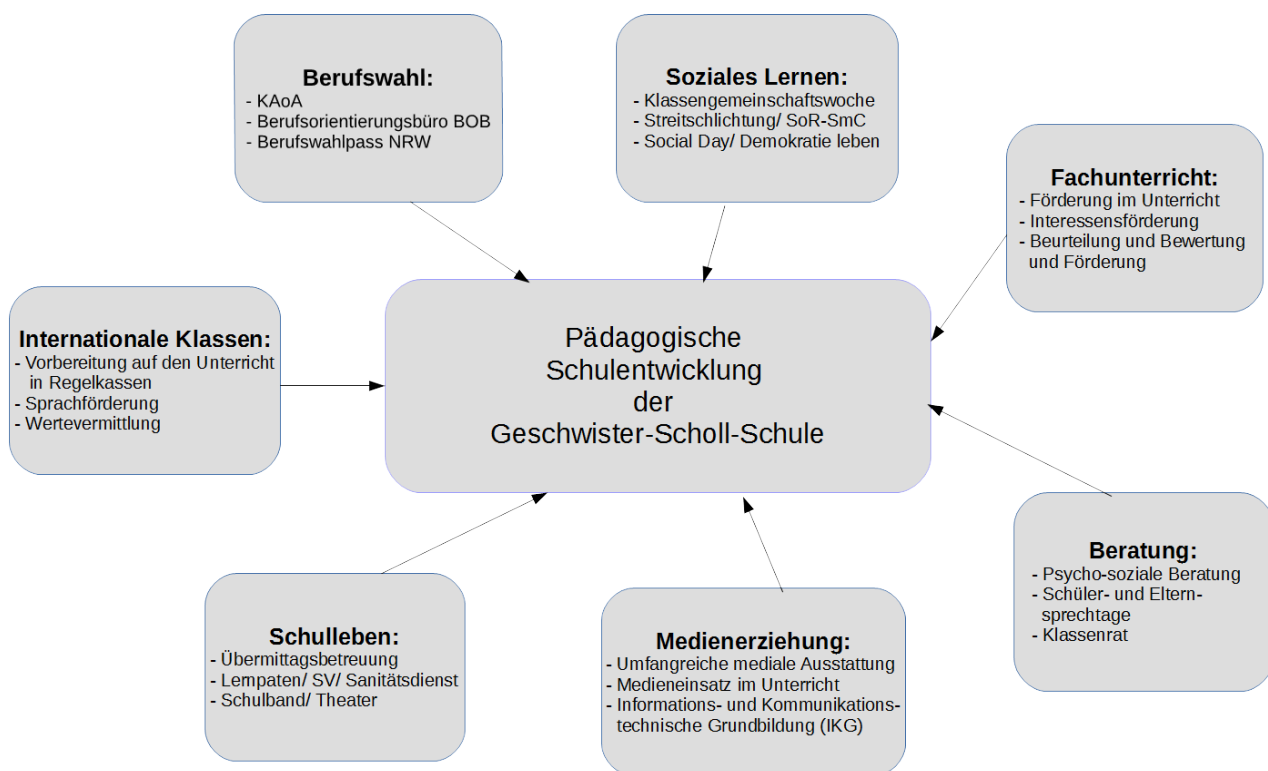 Berufswahl:
- KAoA
- Berufsorientierungsbüro BOB
- Berufswahlpass NRW
Soziales Lernen:
- Klassengemeinschaftswoche
- Streitschlichtung/ SoR-SmC
- Social Day/ Demokratie leben
Fachunterricht:
- Förderung im Unterricht
- Interessensförderung
- Beurteilung und Bewertung
und Förderung
Internationale Klassen:
- Vorbereitung auf den Unterricht
in Regelkassen
- Sprachförderung
- Wertevermittlung
Pädagogische
Schulentwicklung
der
Geschwister-Scholl-Schule
Beratung:
- Psycho-soziale Beratung
- Schüler- und Eltern-
sprechtage
- Klassenrat
Schulleben:
- Übermittagsbetreuung
- Lernpaten/ SV/ Sanitätsdienst
- Schulband/ Theater
Medienerziehung:
- Umfangreiche mediale Ausstattung
- Medieneinsatz im Unterricht
- Informations- und Kommunikations-
technische Grundbildung (IKG)